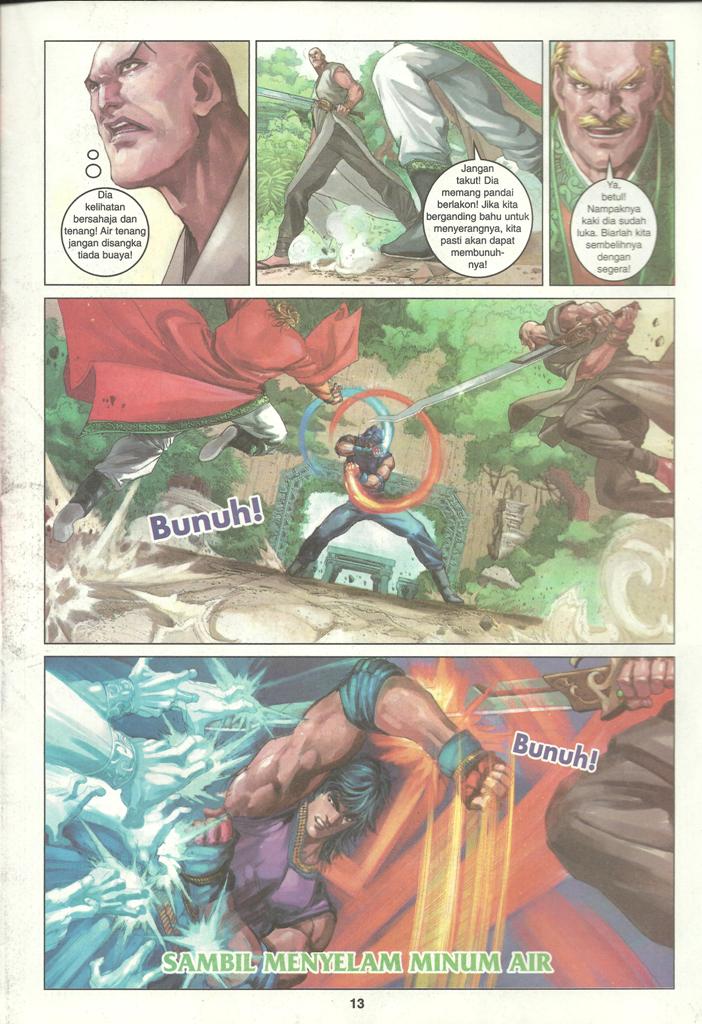 Dia
kelihatan
bersahaja dan
tenang! Air tenang
jangan disangka
tiada buaya!
Jangan
takut! Dia
memang pandai
berlakon! Jika kita
berganding bahu untuk
menyerangnya, kita
pasti akan dapat
membunuh-
nya!
Ya,
betul!
Nampaknya
kaki dia sudah
luka. Biarlah kita
sembelihnya
dengan
segera!
Bunuh!
Bunuh!
SAMBIL MENYELAM MINUM AIR
13